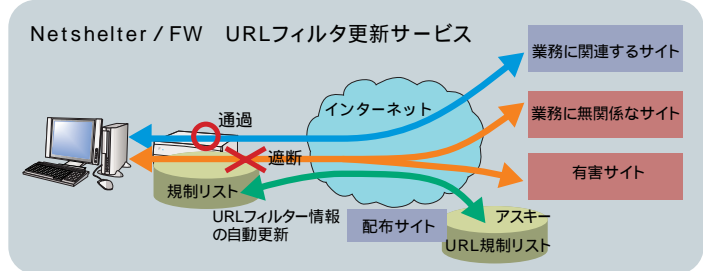 Netshelter/FW URLフィルタ更新サービス
業務に関連するサイト
インターネット
通過
業務に無関係なサイト
遮断
有害サイト
規制リスト
URLフィルター情報
の自動更新
配布サイト
アスキー
URL規制リスト